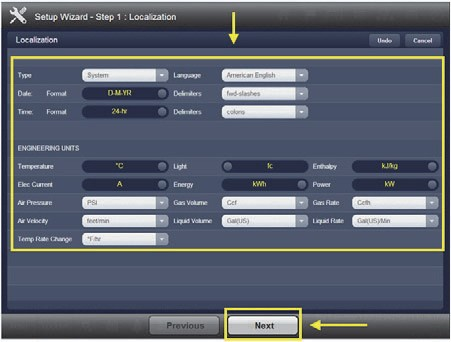 Setup Wizard - Step 1 : Localization
Localization Undo Cancel
Type System Language American English
Date: Format D-M-YR Delimiters fwd-slashes
Time: Format 24-hr Delimiters colons
ENGINEERING UNITS
Temperature °C Light fc Enthalpy kJ/kg
Elec Current A Energy kWh Power kW
Air Pressure PSI Gas Volume Ccf Gas Rate Ccfh
Air Velocity feet/min Liquid Volume Gal(US) Liquid Rate Gal(US)/Min
Temp Rate Change °F/hr
Previous Next